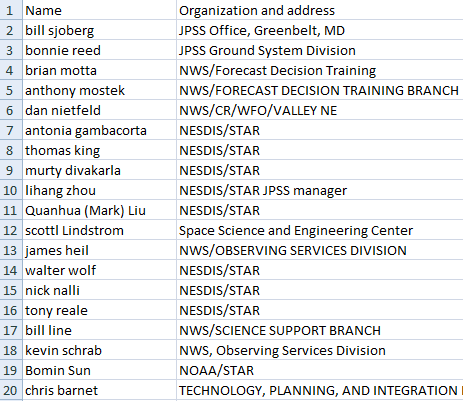 1 Name Organization and address
2 bill sjoberg JPSS Office, Greenbelt, MD
3 bonnie reed JPSS Ground System Division
4 brian motta NWS/Forecast Decision Training
5 anthony mostek NWS/FORECAST DECISION TRAINING BRANCH
6 dan nietfeld NWS/CR/WFO/VALLEY NE
7 antonia gambacorta NESDIS/STAR
8 thomas king NESDIS/STAR
9 murty divakarla NESDIS/STAR
10 lihang zhou NESDIS/STAR JPSS manager
11 Quanhua (Mark) Liu NESDIS/STAR
12 scottl Lindstrom Space Science and Engineering Center
13 james heil NWS/OBSERVING SERVICES DIVISION
14 walter wolf NESDIS/STAR
15 nick nalli NESDIS/STAR
16 tony reale NESDIS/STAR
17 bill line NWS/SCIENCE SUPPORT BRANCH
18 kevin schrab NWS, Observing Services Division
19 Bomin Sun NOAA/STAR
20 chris barnet TECHNOLOGY, PLANNING, AND INTEGRATION